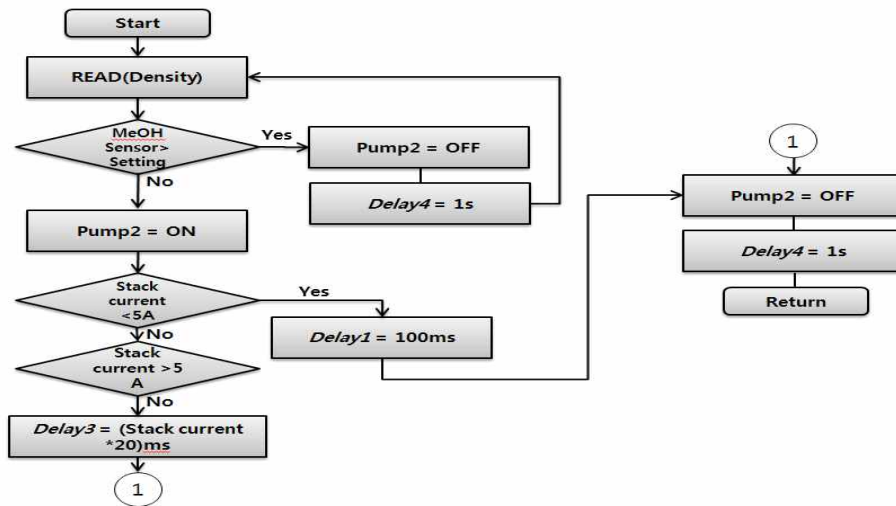 Start
READ(Density)
MeOH
Sensor>
Setting
Yes
Pump2 = OFF
Delay4 = 1s
No
Pump2 = ON
Stack
current
<5A
Yes
Delay1 = 100ms
No
Stack
current >5
A
No
Delay3 = (Stack current
*20)ms
1
1
Pump2 = OFF
Delay4 = 1s
Return